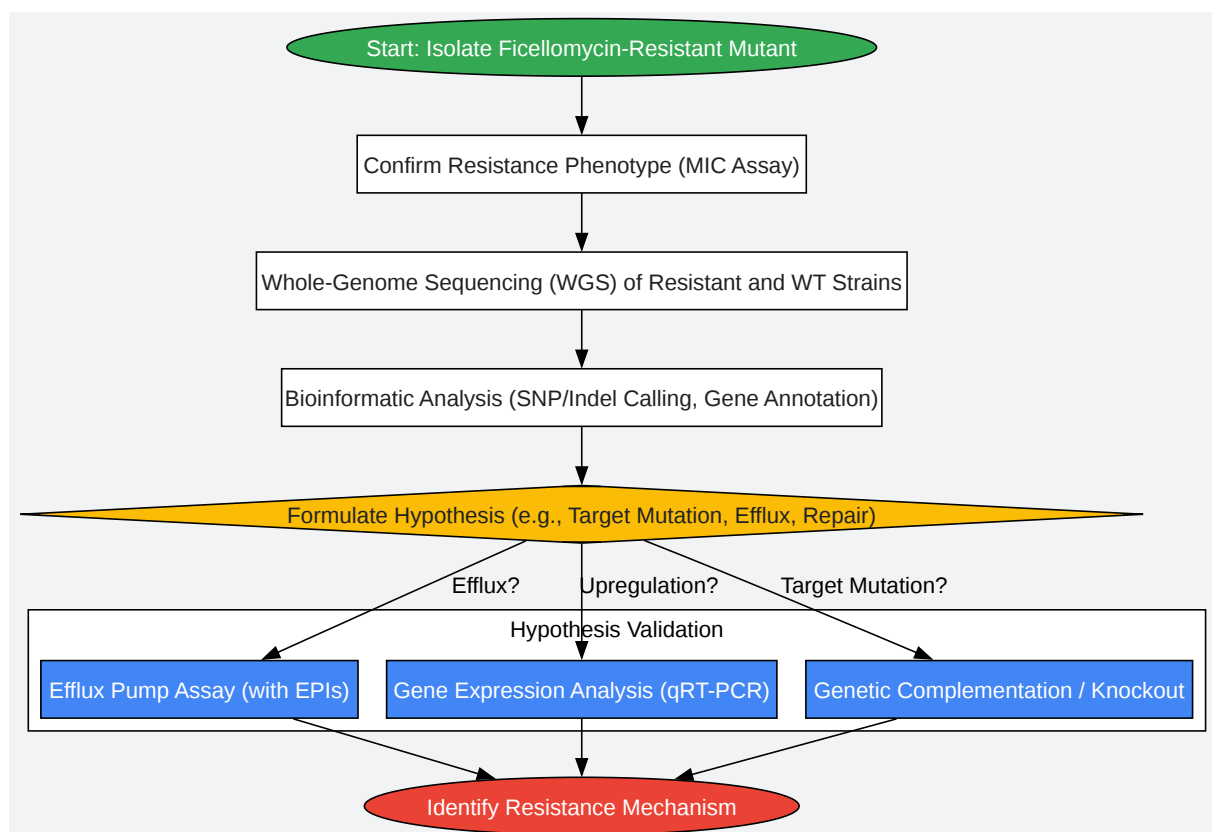 Start: Isolate Ficellomycin-Resistant Mutant
Confirm Resistance Phenotype (MIC Assay)
Whole-Genome Sequencing (WGS) of Resistant and WT Strains
Bioinformatic Analysis (SNP/Indel Calling, Gene Annotation)
Formulate Hypothesis (e.g., Target Mutation, Efflux, Repair)
Efflux?
Upregulation?
Target Mutation?
Hypothesis Validation
Efflux Pump Assay (with EPIs)
Gene Expression Analysis (qRT-PCR)
Genetic Complementation / Knockout
Identify Resistance Mechanism